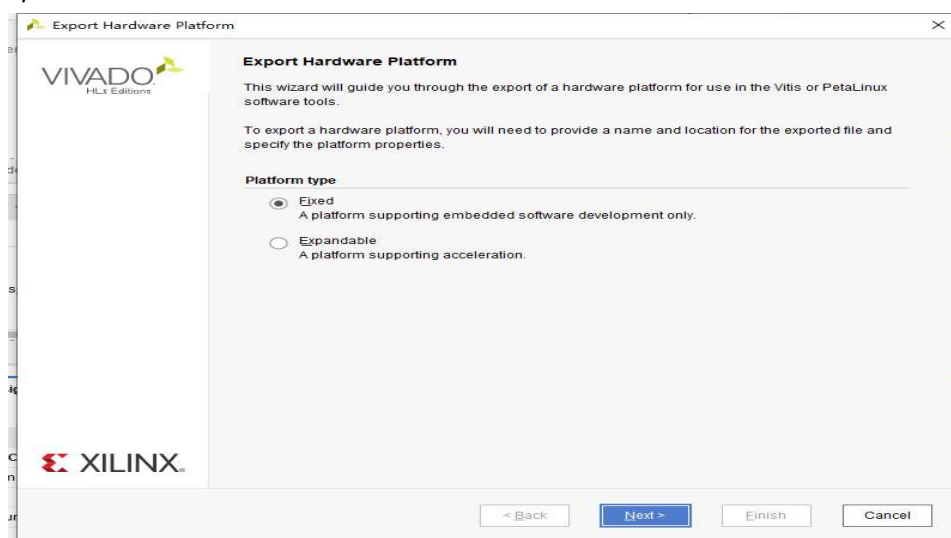 Export Hardware Platform
VIVADO
HLx Editions
Export Hardware Platform
This wizard will guide you through the export of a hardware platform for use in the Vitis or PetaLinux
software tools.
To export a hardware platform, you will need to provide a name and location for the exported file and
specify the platform properties.
Platform type
Fixed
A platform supporting embedded software development only.
Expandable
A platform supporting acceleration.
XILINX
< Back
Next >
Finish
Cancel